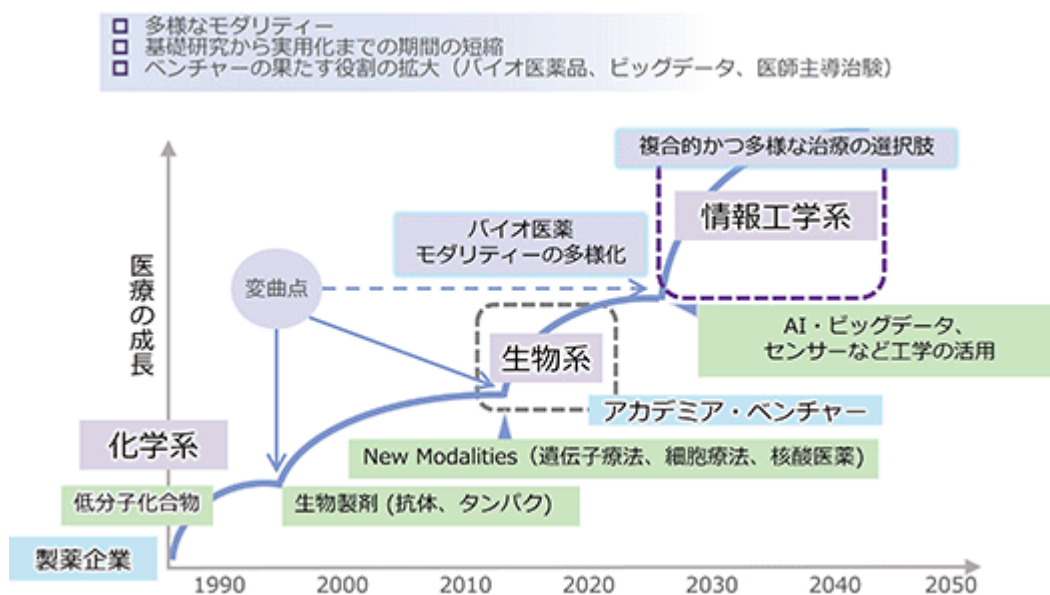 多様なモダリティー
基礎研究から実用化までの期間の短縮
ベンチャーの果たす役割の拡大（バイオ医薬品、ビッグデータ、医師主導治験）
複合的かつ多様な治療の選択肢
情報工学系
バイオ医薬
モダリティーの多様化
医療の成長
変曲点
AI・ビッグデータ、
センサーなど工学の活用
生物系
アカデミア・ベンチャー
化学系
New Modalities（遺伝子療法、細胞療法、核酸医薬)
低分子化合物
生物製剤 (抗体、タンパク)
製薬企業
1990 2000 2010 2020 2030 2040 2050